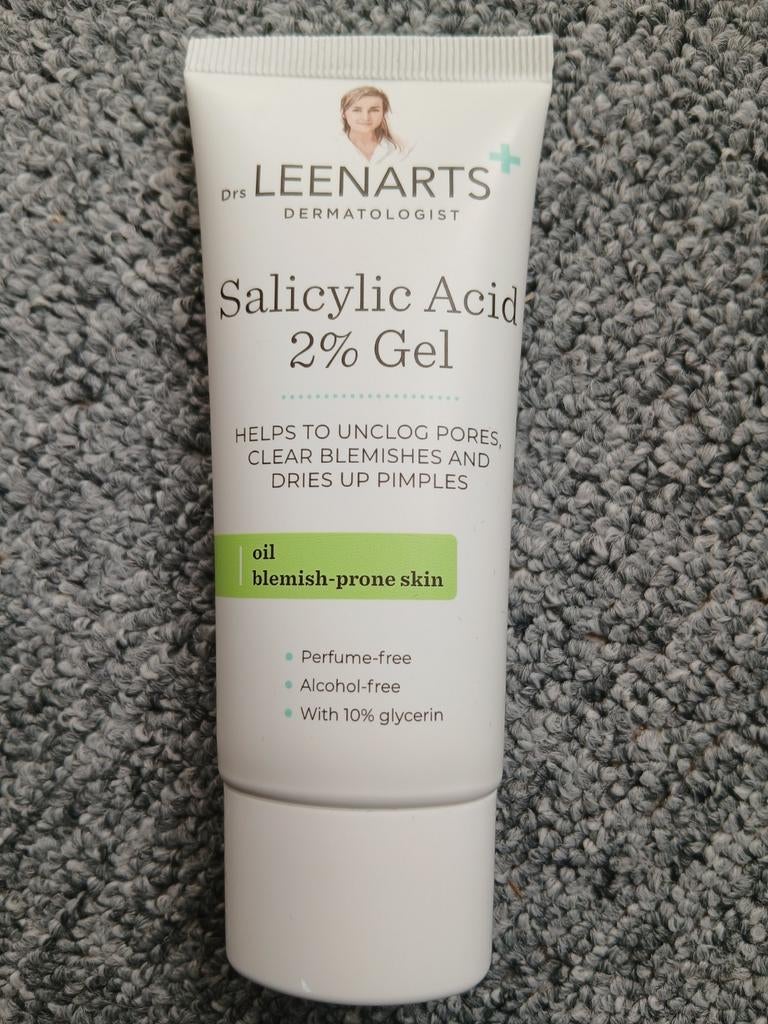 Drs LEENARTS+
DERMATOLOGIST
Salicylic Acid
2% Gel
HELPS TO UNCLOG PORES,
CLEAR BLEMISHES AND
DRIES UP PIMPLES
oil
blemish-prone skin
• Perfume-free
• Alcohol-free
• With 10% glycerin